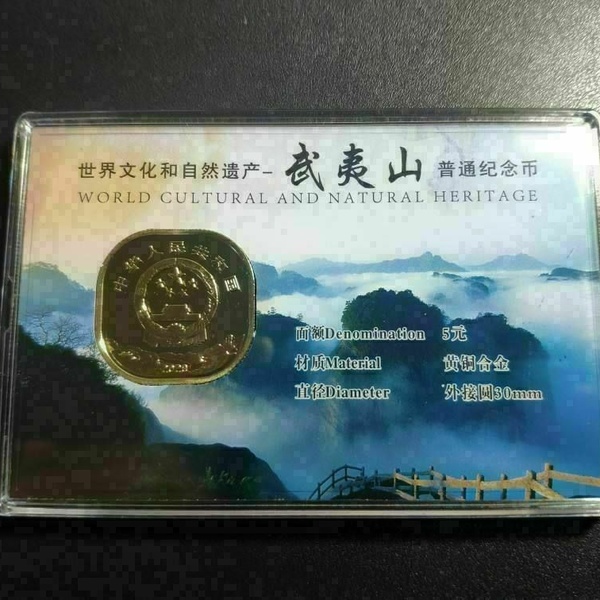 世界文化和自然遗产-武夷山 普通纪念币
WORLD CULTURAL AND NATURAL HERITAGE
中华人民共和国
面额Denomination 5元
材质Material 黄铜合金
直径Diameter 外接圆30mm